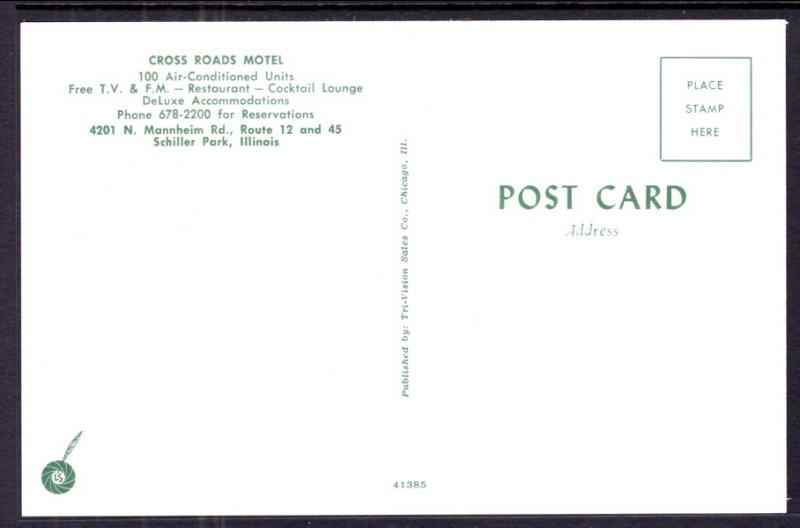 CROSS ROADS MOTEL
100 Air-Conditioned Units
Free T.V. & F.M. — Restaurant — Cocktail Lounge
DeLuxe Accommodations
Phone 678-2200 for Reservations
4201 N. Mannheim Rd., Route 12 and 45
Schiller Park, Illinois
Published by: Tri-Vision Sales Co., Chicago, Ill.
PLACE
STAMP
HERE
POST CARD
Address
41385